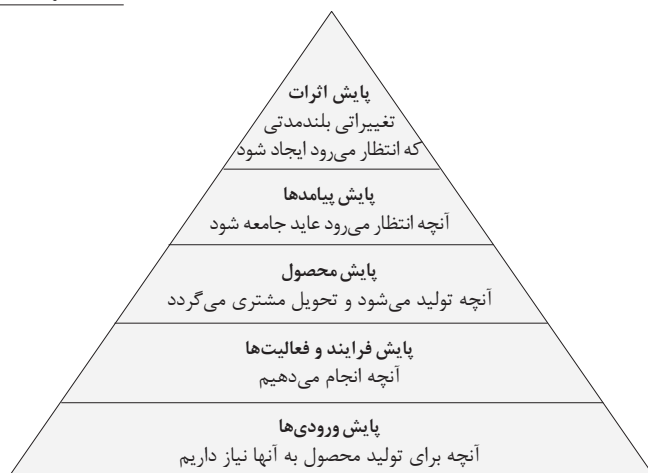 پایش اثرات
تغییراتی بلندمدتی
که انتظار می‌رود ایجاد شود
پایش پیامدها
آنچه انتظار می‌رود عاید جامعه شود
پایش محصول
آنچه تولید می‌شود و تحویل مشتری می‌گردد
پایش فرایند و فعالیت‌ها
آنچه انجام می‌دهیم
پایش ورودی‌ها
آنچه برای تولید محصول به آنها نیاز داریم